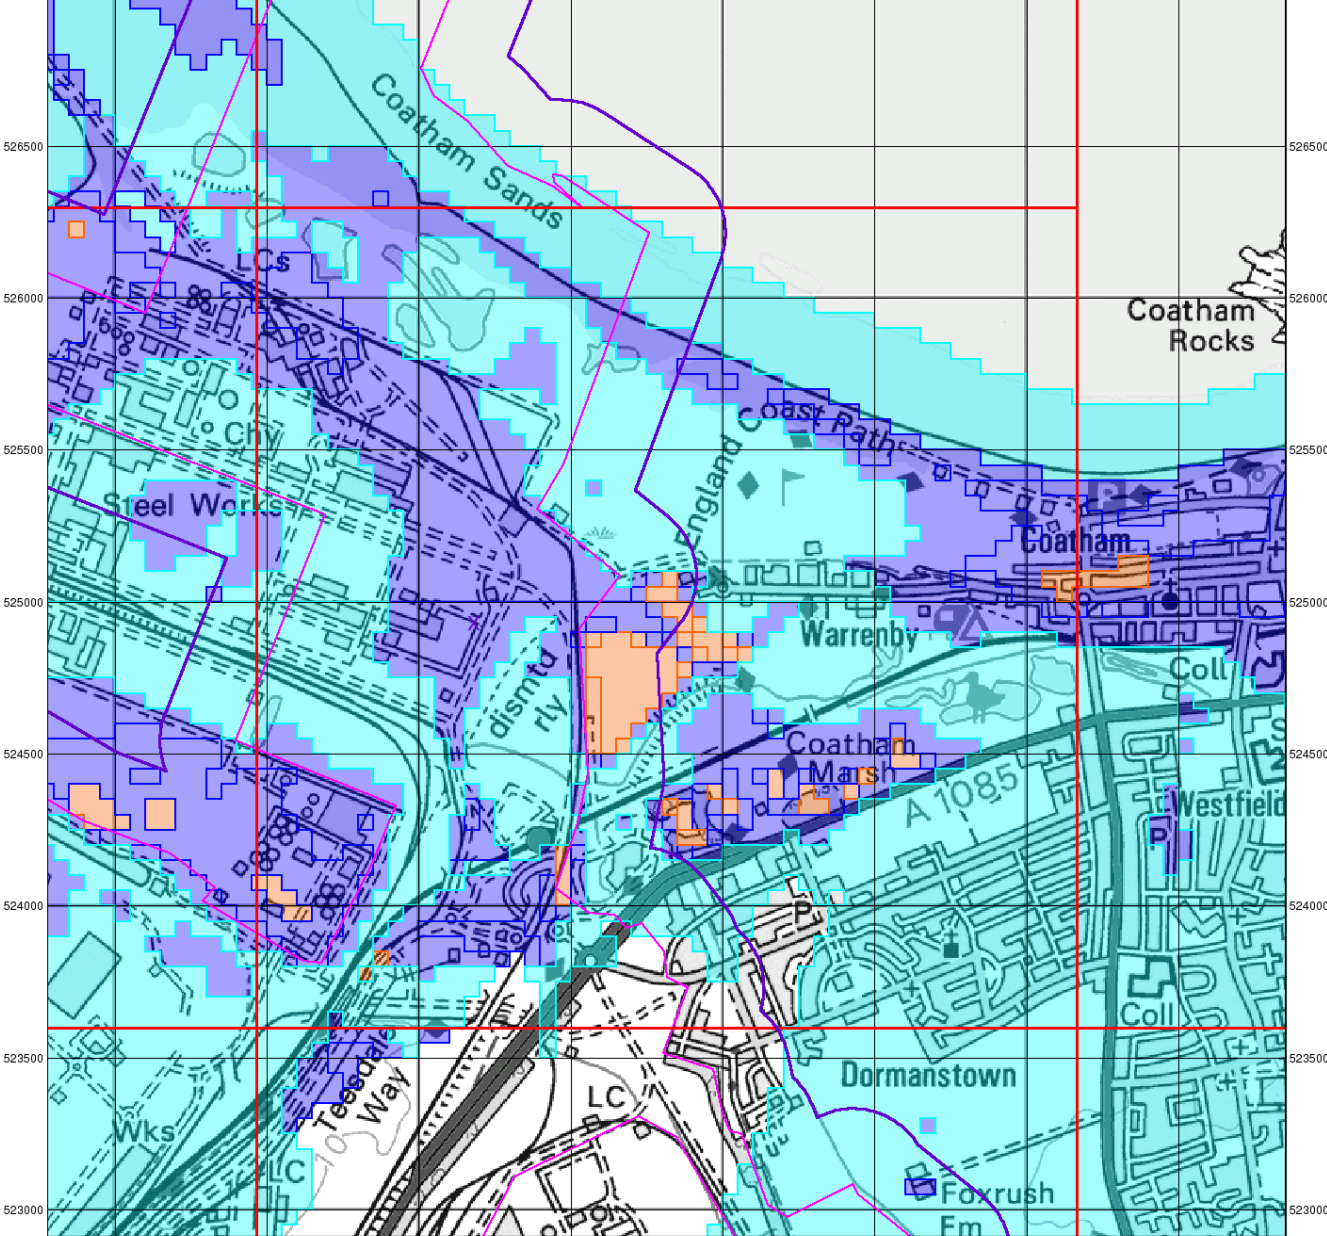 526500
526500
Coatham Sands
LCs
526000
526000
Coatham
Rocks
England Coast Path
525500
525500
Chy
Steel Works
Coatham
525000
525000
Warrenby
Coll
dismtd
rly
524500
524500
Coatham
Marsh
A 1085
Westfield
P
524000
524000
P
Coll
523500
523500
Teesdale
Way
Dormanstown
LC
Wks
10
LC
Foxrush
Fm
523000
523000